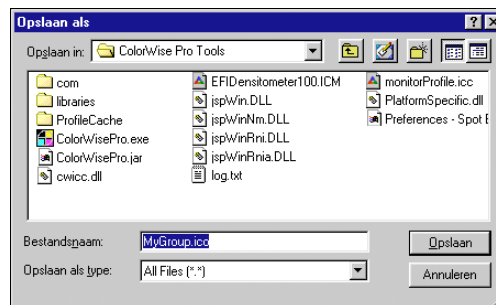 Opslaan als
Opslaan in: ColorWise Pro Tools
com
libraries
ProfileCache
ColorWisePro.exe
ColorWisePro.jar
cwicc.dll
EFIDensitometer100.ICM
jspWin.DLL
jspWinNm.DLL
jspWinRni.DLL
jspWinRnia.DLL
log.txt
monitorProfile.icc
PlatformSpecific.dll
Preferences - Spot E
Bestandsnaam: MyGroup.ico
Opslaan
Opslaan als type: All Files (*.*)
Annuleren